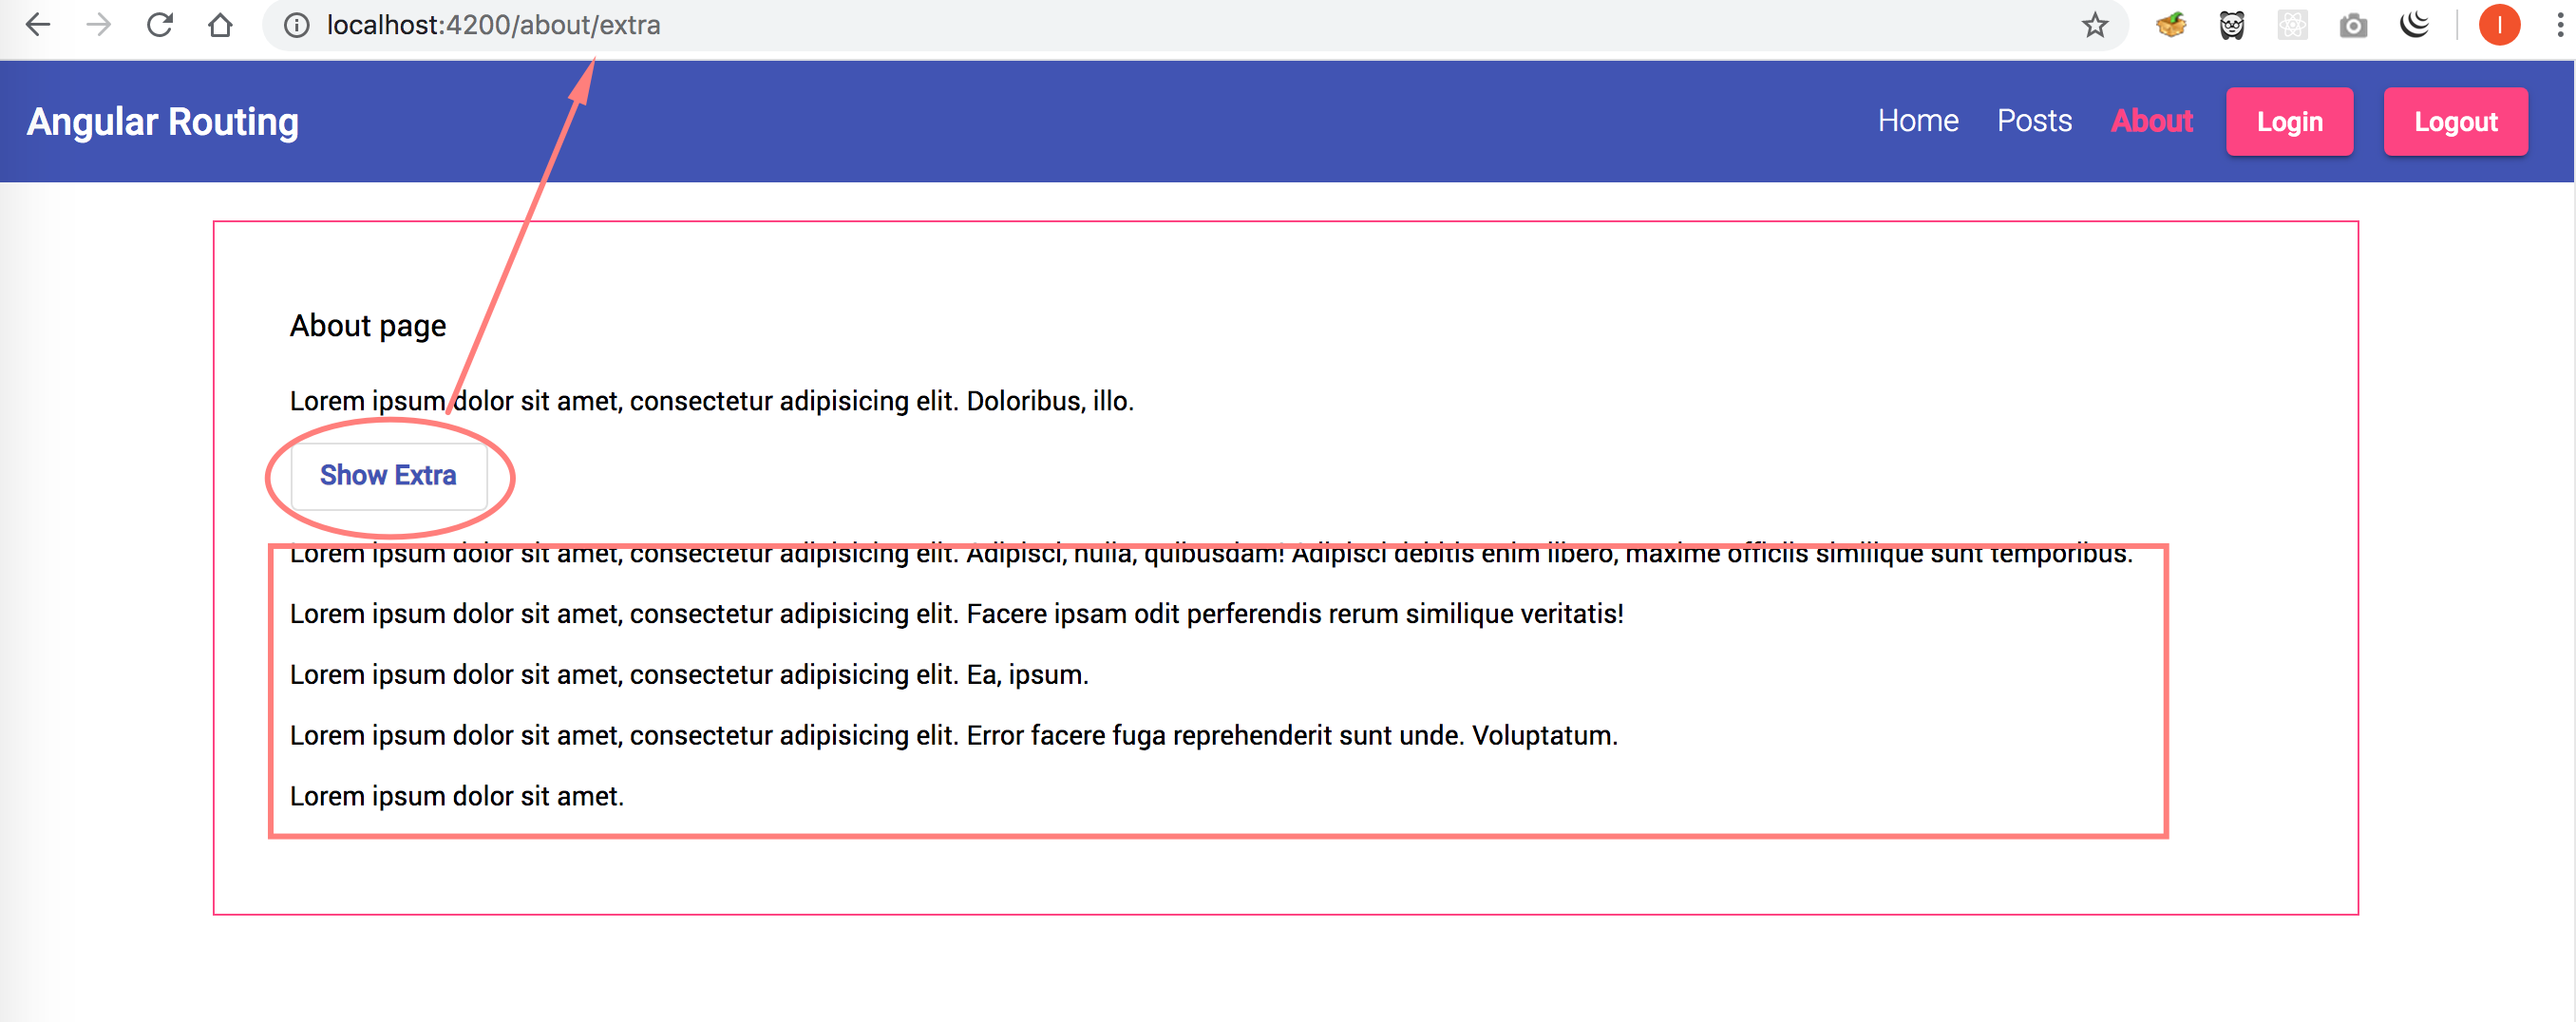 localhost:4200/about/extra
I
Angular Routing
Home Posts About Login Logout
About page
Lorem ipsum dolor sit amet, consectetur adipisicing elit. Doloribus, illo.
Show Extra
Lorem ipsum dolor sit amet, consectetur adipisicing elit. Adipisci, nulla, quibusdam! Adipisci debitis enim libero, maxime officiis similique sunt temporibus.
Lorem ipsum dolor sit amet, consectetur adipisicing elit. Facere ipsam odit perferendis rerum similique veritatis!
Lorem ipsum dolor sit amet, consectetur adipisicing elit. Ea, ipsum.
Lorem ipsum dolor sit amet, consectetur adipisicing elit. Error facere fuga reprehenderit sunt unde. Voluptatum.
Lorem ipsum dolor sit amet.